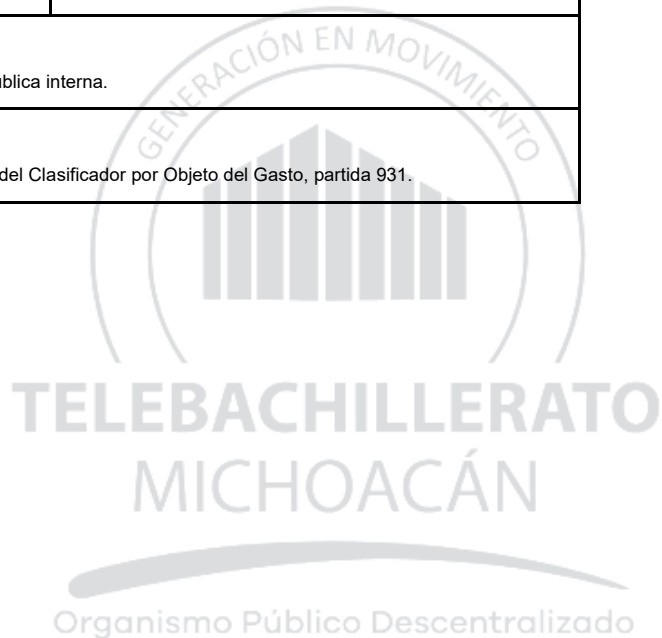 GENERACIÓN EN MOVIMIENTO
blica interna.
del Clasificador por Objeto del Gasto, partida 931.
TELEBACHILLERATO
MICHOACÁN
Organismo Público Descentralizado